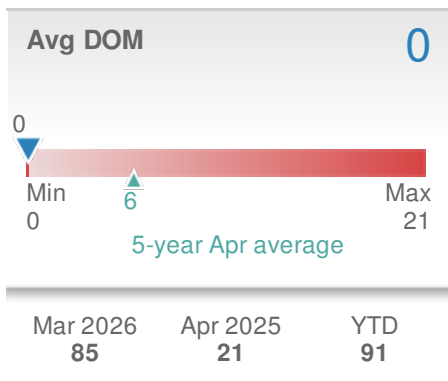 Avg DOM 0
0
Min Max
0 6 21
5-year Apr average
Mar 2026 Apr 2025 YTD
85 21 91